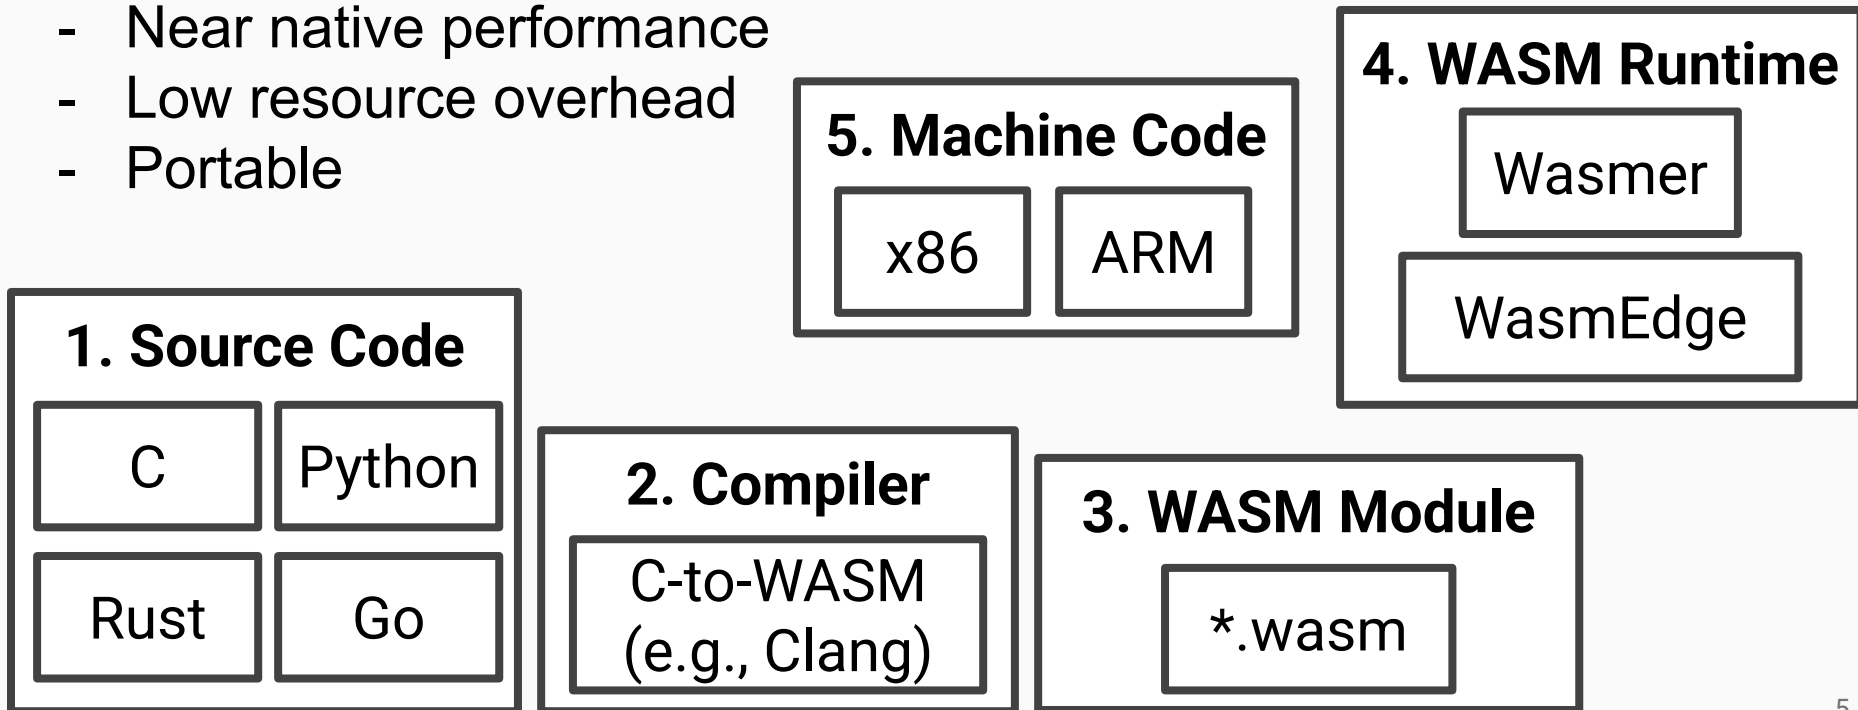 - Near native performance
- Low resource overhead
- Portable
1. Source Code
C
Python
Rust
Go
2. Compiler
C-to-WASM
(e.g., Clang)
3. WASM Module
*.wasm
4. WASM Runtime
Wasmer
WasmEdge
5. Machine Code
x86
ARM
5